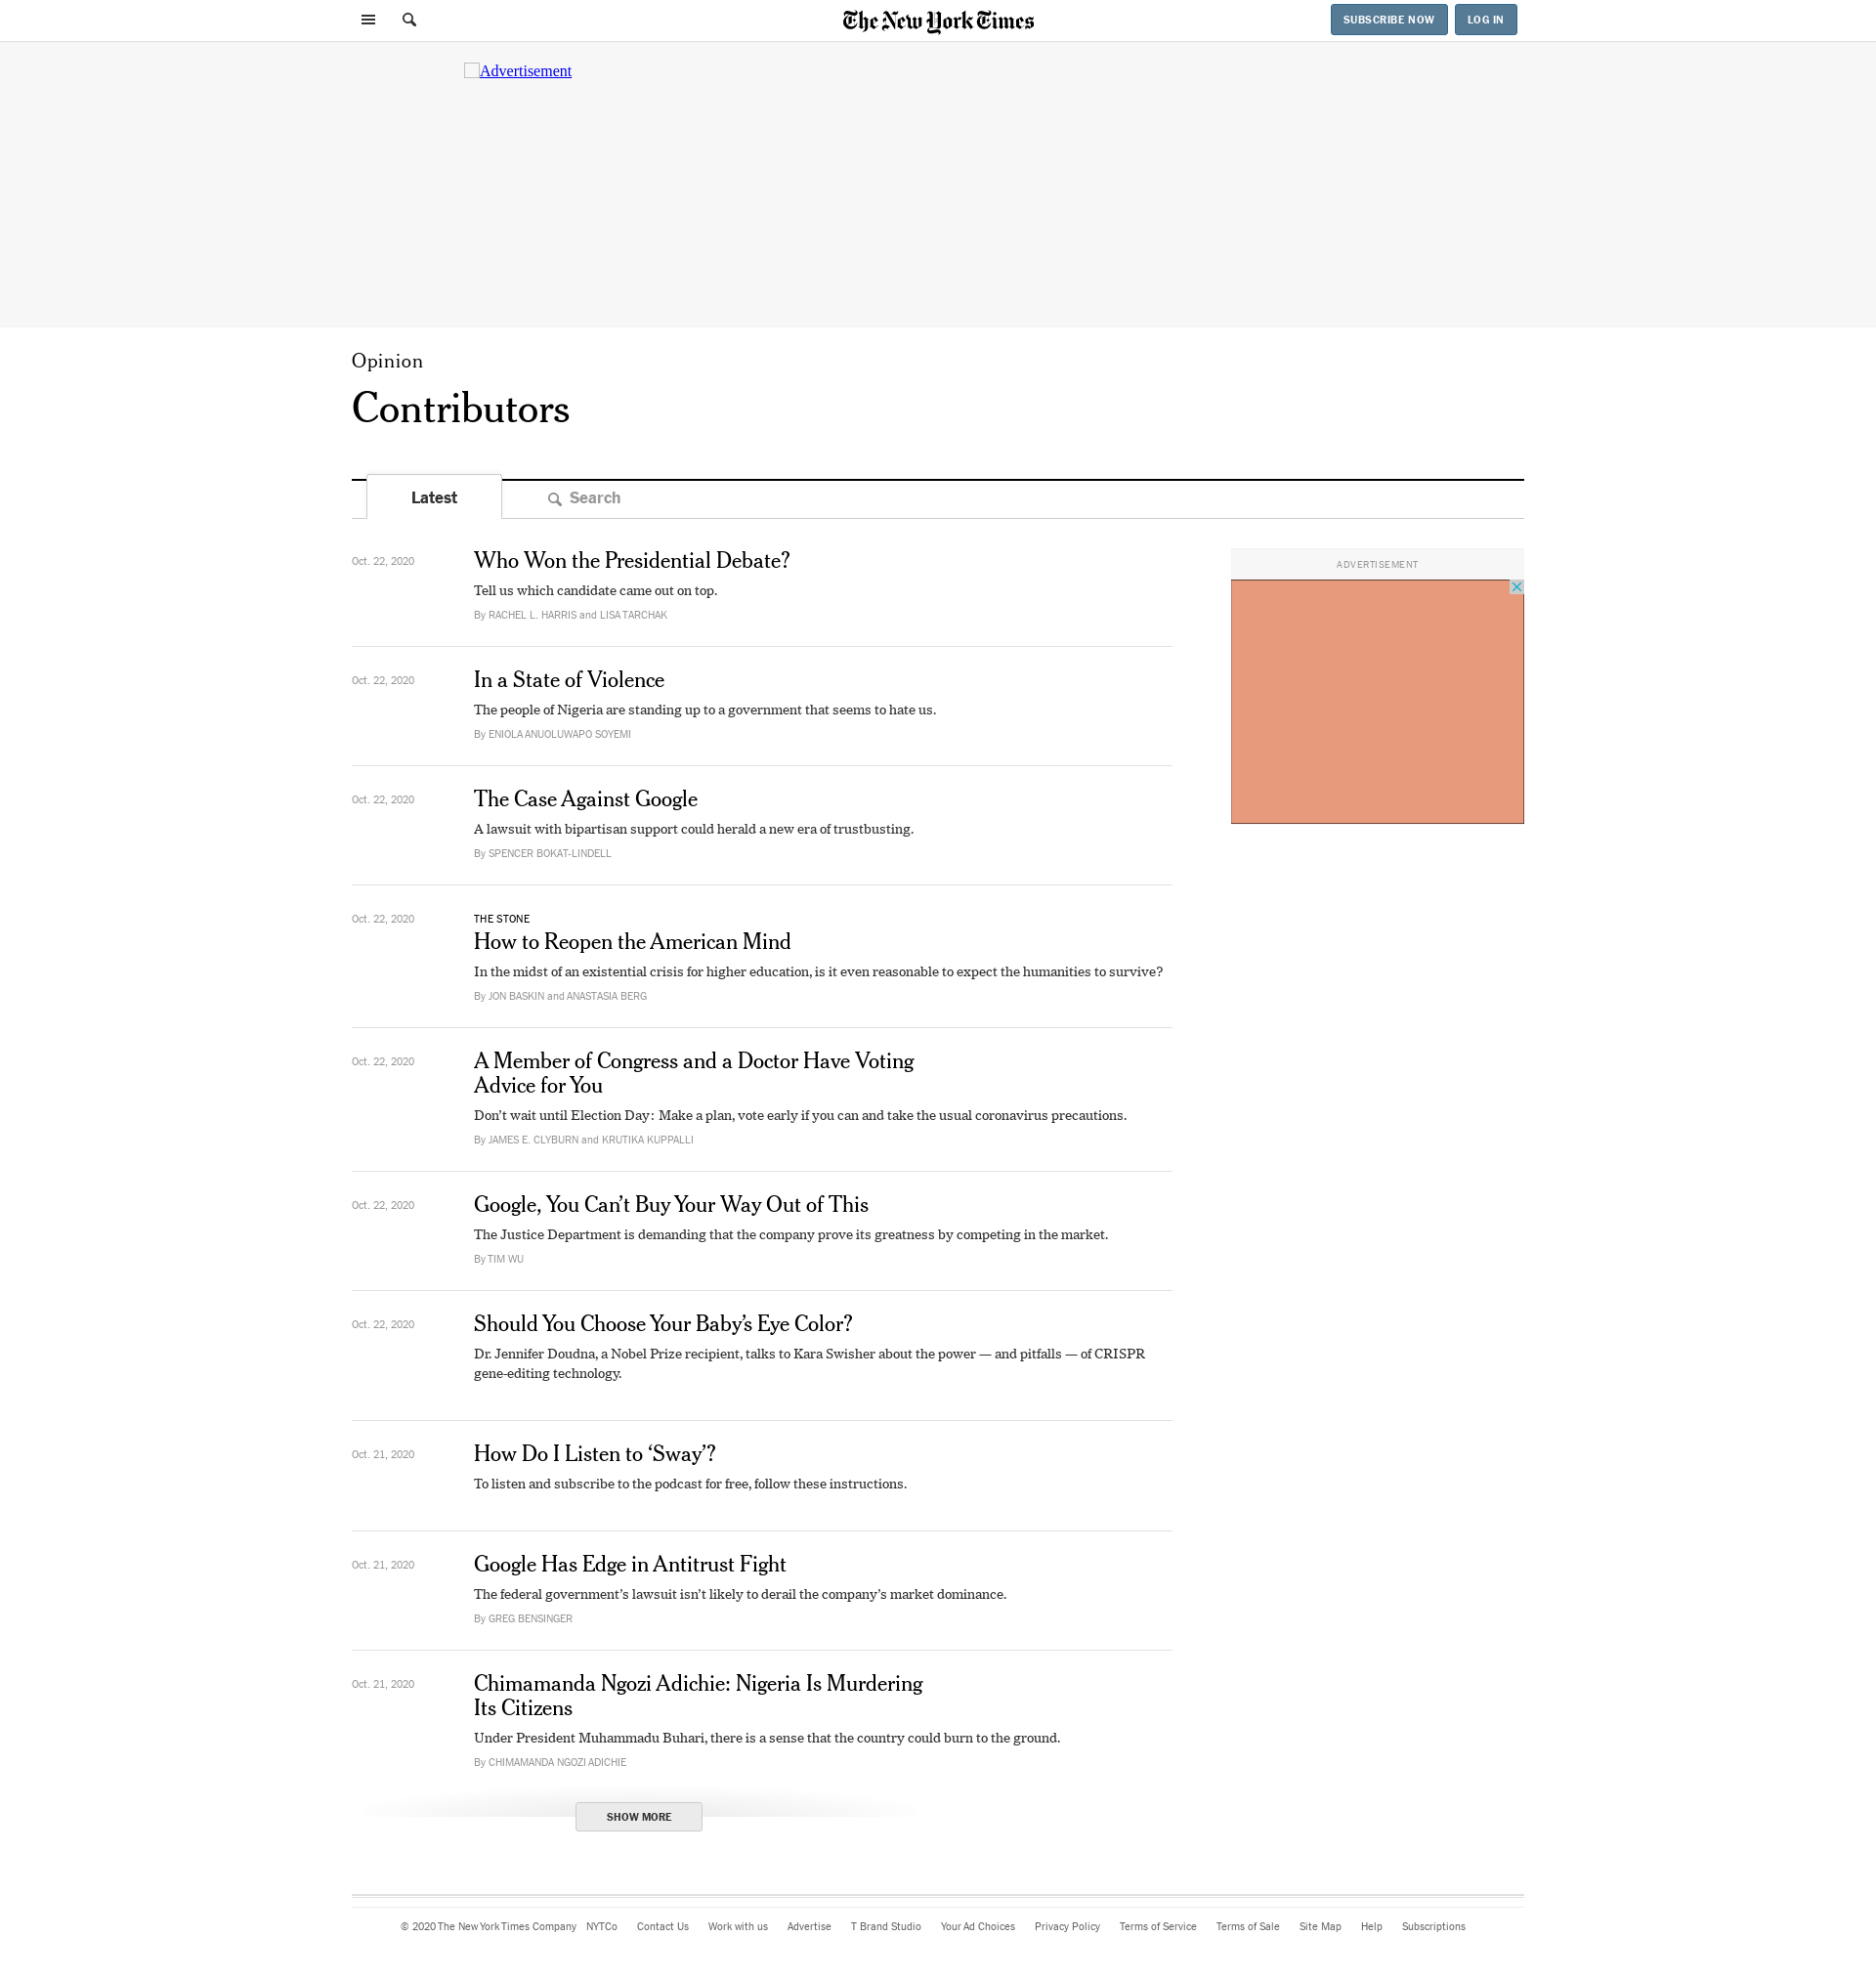 The New York Times
SUBSCRIBE NOW
LOG IN
Advertisement
Opinion
Contributors
Latest
Search
Oct. 22, 2020
Who Won the Presidential Debate?
Tell us which candidate came out on top.
By RACHEL L. HARRIS and LISA TARCHAK
ADVERTISEMENT
Oct. 22, 2020
In a State of Violence
The people of Nigeria are standing up to a government that seems to hate us.
By ENIOLA ANUOLUWAPO SOYEMI
Oct. 22, 2020
The Case Against Google
A lawsuit with bipartisan support could herald a new era of trustbusting.
By SPENCER BOKAT-LINDELL
Oct. 22, 2020
THE STONE
How to Reopen the American Mind
In the midst of an existential crisis for higher education, is it even reasonable to expect the humanities to survive?
By JON BASKIN and ANASTASIA BERG
Oct. 22, 2020
A Member of Congress and a Doctor Have Voting
Advice for You
Don’t wait until Election Day: Make a plan, vote early if you can and take the usual coronavirus precautions.
By JAMES E. CLYBURN and KRUTIKA KUPPALLI
Oct. 22, 2020
Google, You Can’t Buy Your Way Out of This
The Justice Department is demanding that the company prove its greatness by competing in the market.
By TIM WU
Oct. 22, 2020
Should You Choose Your Baby’s Eye Color?
Dr. Jennifer Doudna, a Nobel Prize recipient, talks to Kara Swisher about the power — and pitfalls — of CRISPR
gene-editing technology.
Oct. 21, 2020
How Do I Listen to ‘Sway’?
To listen and subscribe to the podcast for free, follow these instructions.
Oct. 21, 2020
Google Has Edge in Antitrust Fight
The federal government’s lawsuit isn’t likely to derail the company’s market dominance.
By GREG BENSINGER
Oct. 21, 2020
Chimamanda Ngozi Adichie: Nigeria Is Murdering
Its Citizens
Under President Muhammadu Buhari, there is a sense that the country could burn to the ground.
By CHIMAMANDA NGOZI ADICHIE
SHOW MORE
© 2020 The New York Times Company NYTCo Contact Us Work with us Advertise T Brand Studio Your Ad Choices Privacy Policy Terms of Service Terms of Sale Site Map Help Subscriptions